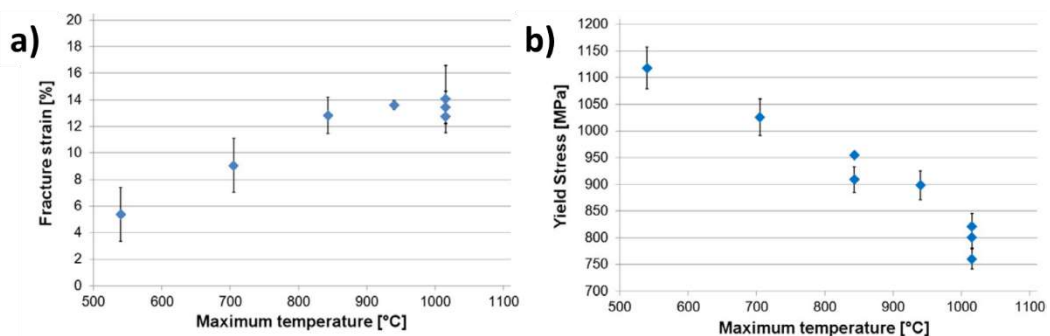 a)
Fracture strain [%]
20
18
16
14
12
10
8
6
4
2
0
500 600 700 800 900 1000 1100
Maximum temperature [°C]
b)
Yield Stress [MPa]
1200
1150
1100
1050
1000
950
900
850
800
750
700
500 600 700 800 900 1000 1100
Maximum temperature [°C]